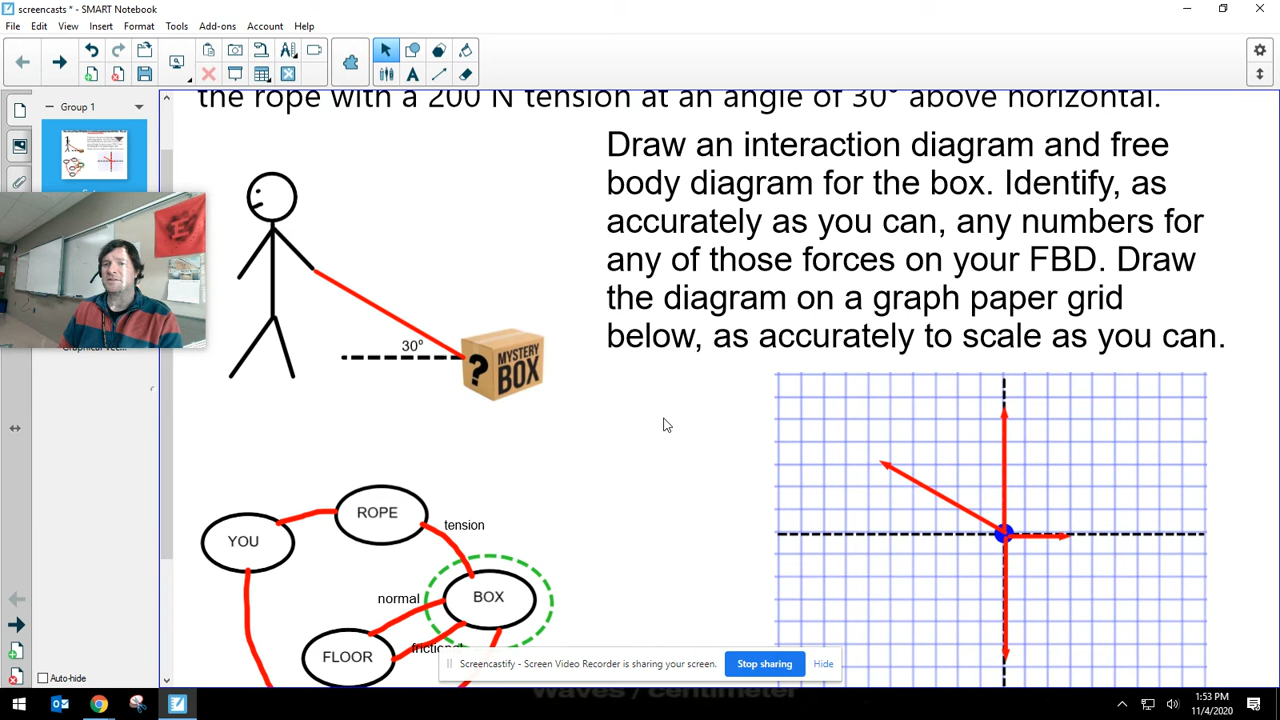 screencasts * - SMART Notebook
File Edit View Insert Format Tools Add-ons Account Help
Group 1
the rope with a 200 N tension at an angle of 30° above horizontal.
Draw an interaction diagram and free
body diagram for the box. Identify, as
accurately as you can, any numbers for
any of those forces on your FBD. Draw
the diagram on a graph paper grid
below, as accurately to scale as you can.
30°
?
MYSTERY
BOX
ROPE
YOU
tension
BOX
normal
FLOOR
Screencastify - Screen Video Recorder is sharing your screen.
Stop sharing
Hide
Waves / centimeter
Auto-hide
1:53 PM
11/4/2020